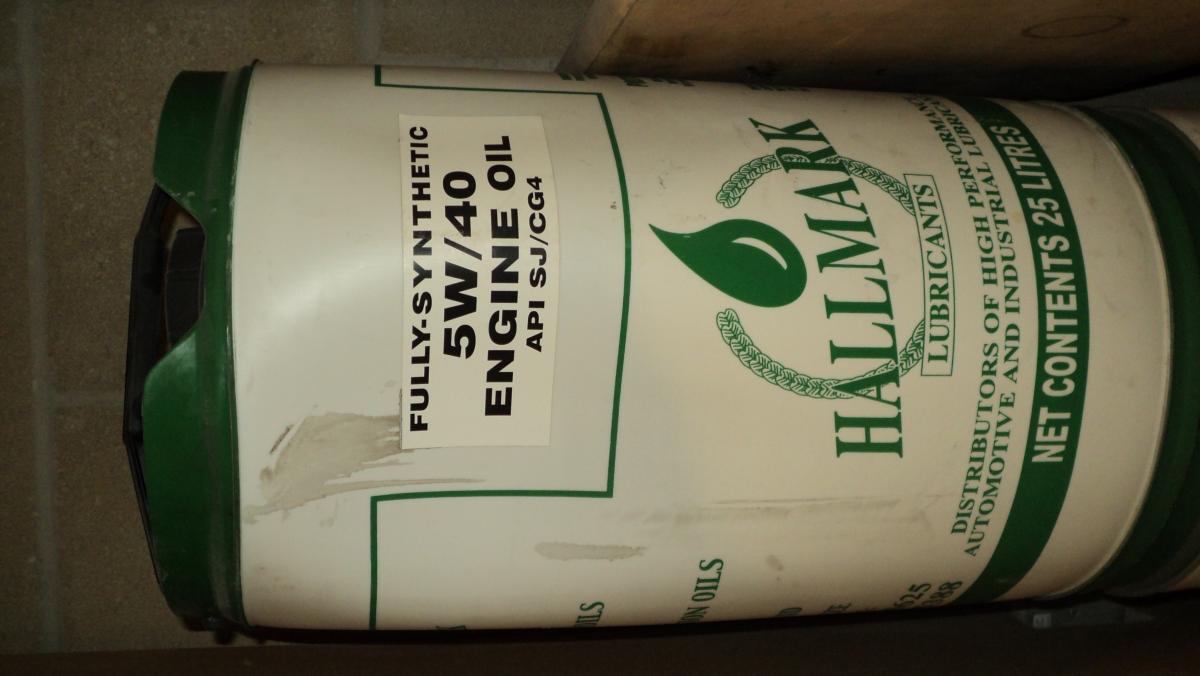 FULLY-SYNTHETIC
5W/40
ENGINE OIL
API SJ/CG4
HALLMARK
LUBRICANTS
DISTRIBUTORS OF HIGH PERFORMANCE
AUTOMOTIVE AND INDUSTRIAL LUBRICANTS
NET CONTENTS 25 LITRES
OILS